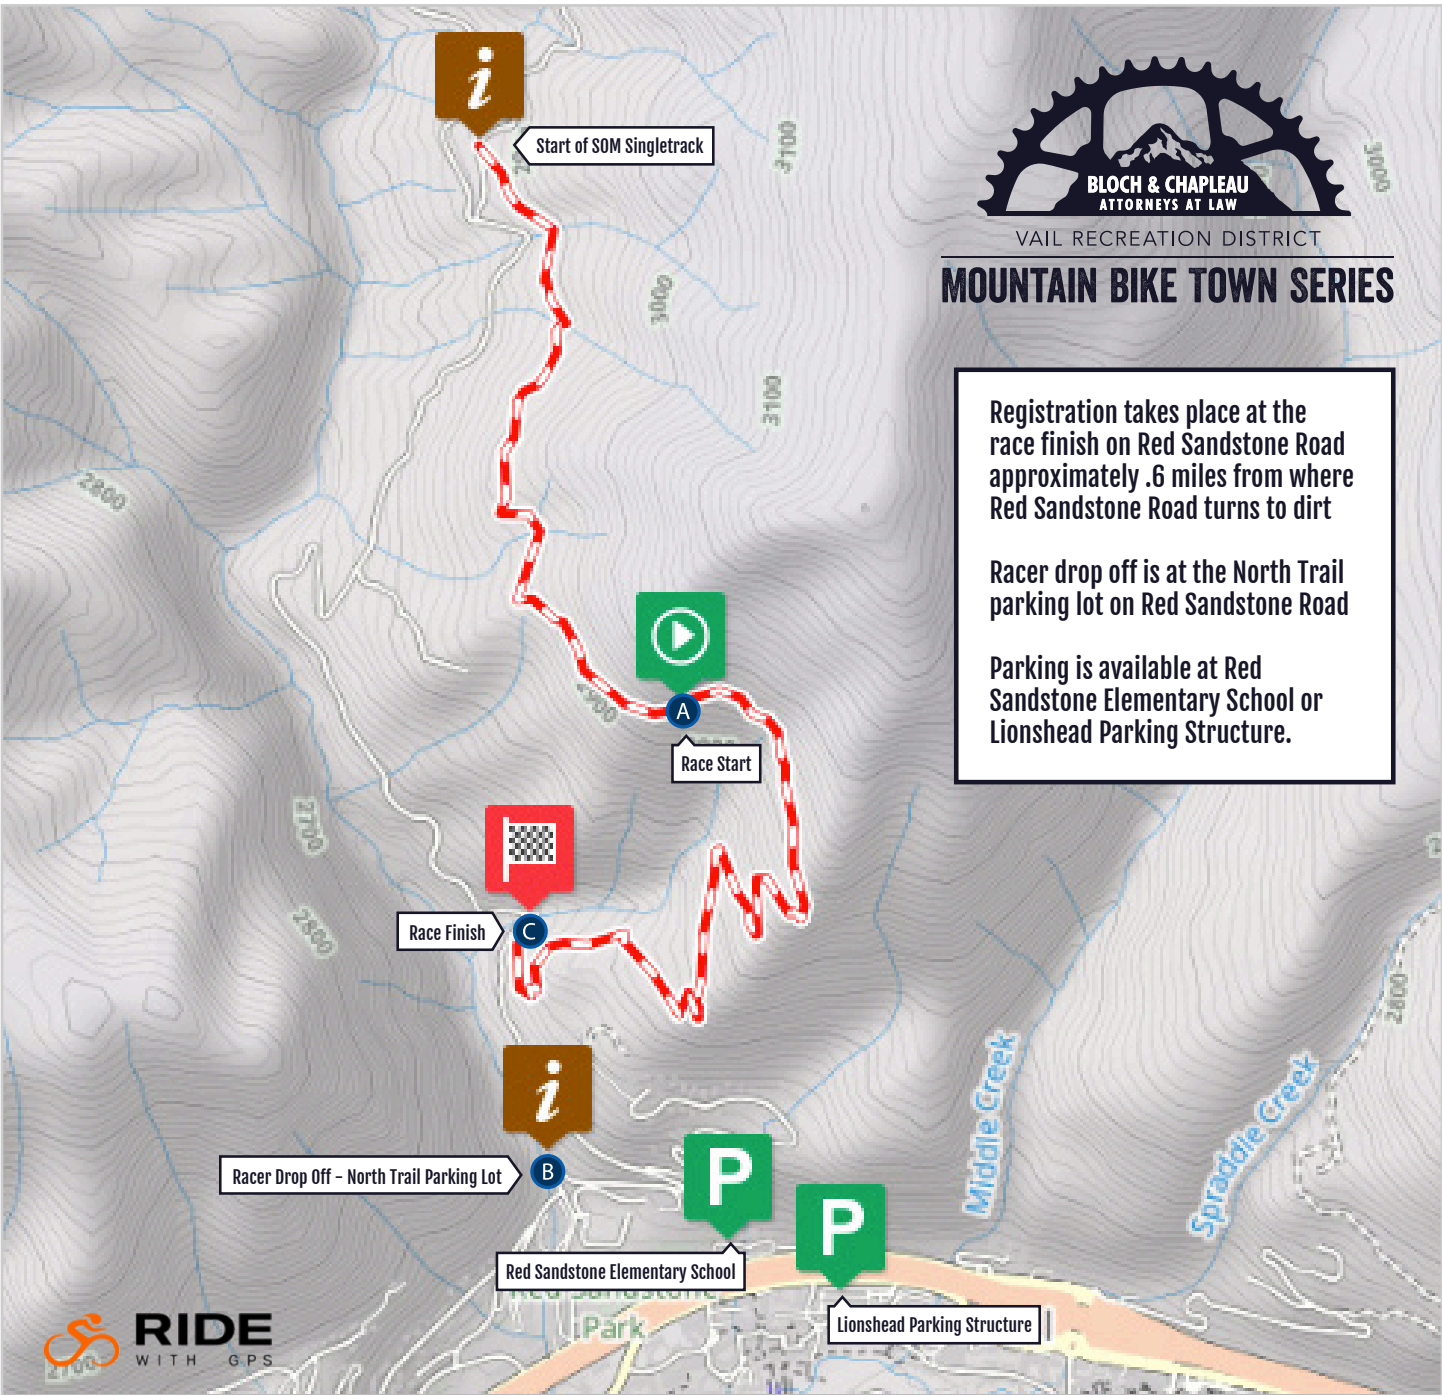 i
Start of SOM Singletrack
3100
3000
BLOCH & CHAPLEAU
ATTORNEYS AT LAW
VAIL RECREATION DISTRICT
MOUNTAIN BIKE TOWN SERIES
3000
3100
Registration takes place at the
race finish on Red Sandstone Road
approximately .6 miles from where
Red Sandstone Road turns to dirt
Racer drop off is at the North Trail
parking lot on Red Sandstone Road
Parking is available at Red
Sandstone Elementary School or
Lionshead Parking Structure.
2800
A
Race Start
2700
2800
Race Finish
C
2800
Middle Creek
Spraddle Creek
i
Racer Drop Off - North Trail Parking Lot
B
P
P
Red Sandstone Elementary School
Red Sandstone
Park
Lionshead Parking Structure
RIDE
WITH GPS
2700